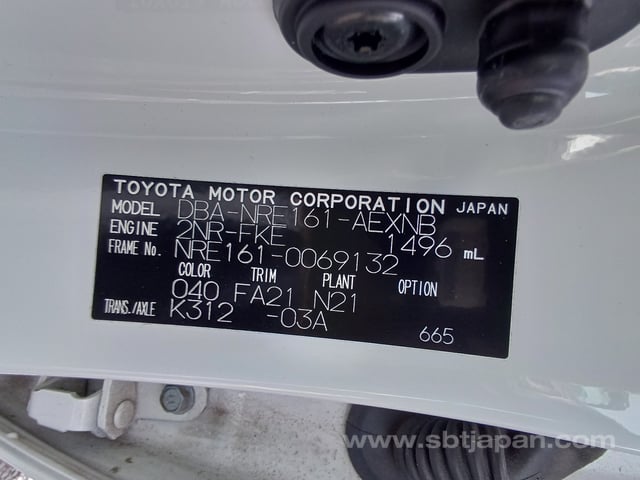 TOYOTA MOTOR CORPORATION JAPAN
MODEL DBA-NRE161-AEXNB
ENGINE 2NR-FKE 1496 mL
FRAME No. NRE161-0069132
COLOR TRIM PLANT OPTION
040 FA21 N21
TRANS./AXLE K312 -03A
665
www.sbtjapan.com